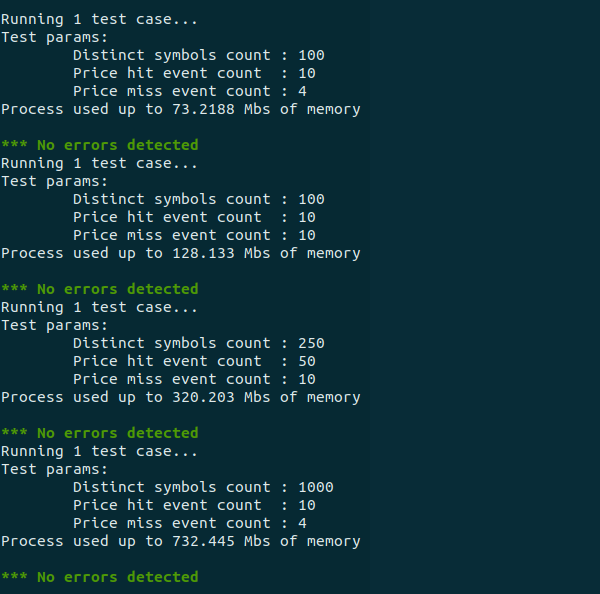 Running 1 test case...
Test params:
        Distinct symbols count : 100
        Price hit event count  : 10
        Price miss event count : 4
Process used up to 73.2188 Mbs of memory

*** No errors detected
Running 1 test case...
Test params:
        Distinct symbols count : 100
        Price hit event count  : 10
        Price miss event count : 10
Process used up to 128.133 Mbs of memory

*** No errors detected
Running 1 test case...
Test params:
        Distinct symbols count : 250
        Price hit event count  : 50
        Price miss event count : 10
Process used up to 320.203 Mbs of memory

*** No errors detected
Running 1 test case...
Test params:
        Distinct symbols count : 1000
        Price hit event count  : 10
        Price miss event count : 4
Process used up to 732.445 Mbs of memory

*** No errors detected